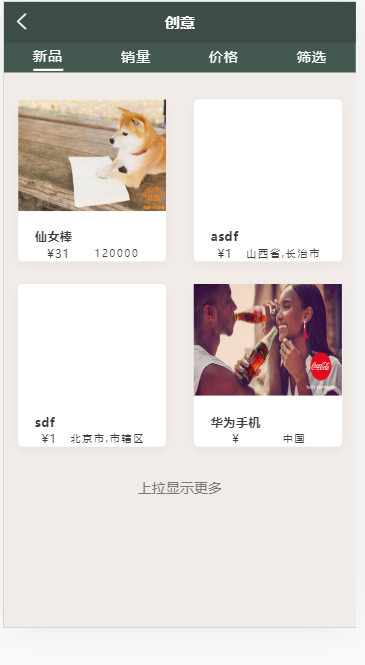 创意
新品 销量 价格 筛选
仙女棒
¥31 120000
asdf
¥1 山西省,长治市
sdf
¥1 北京市,市辖区
Coca-Cola
华为手机
¥ 中国
上拉显示更多